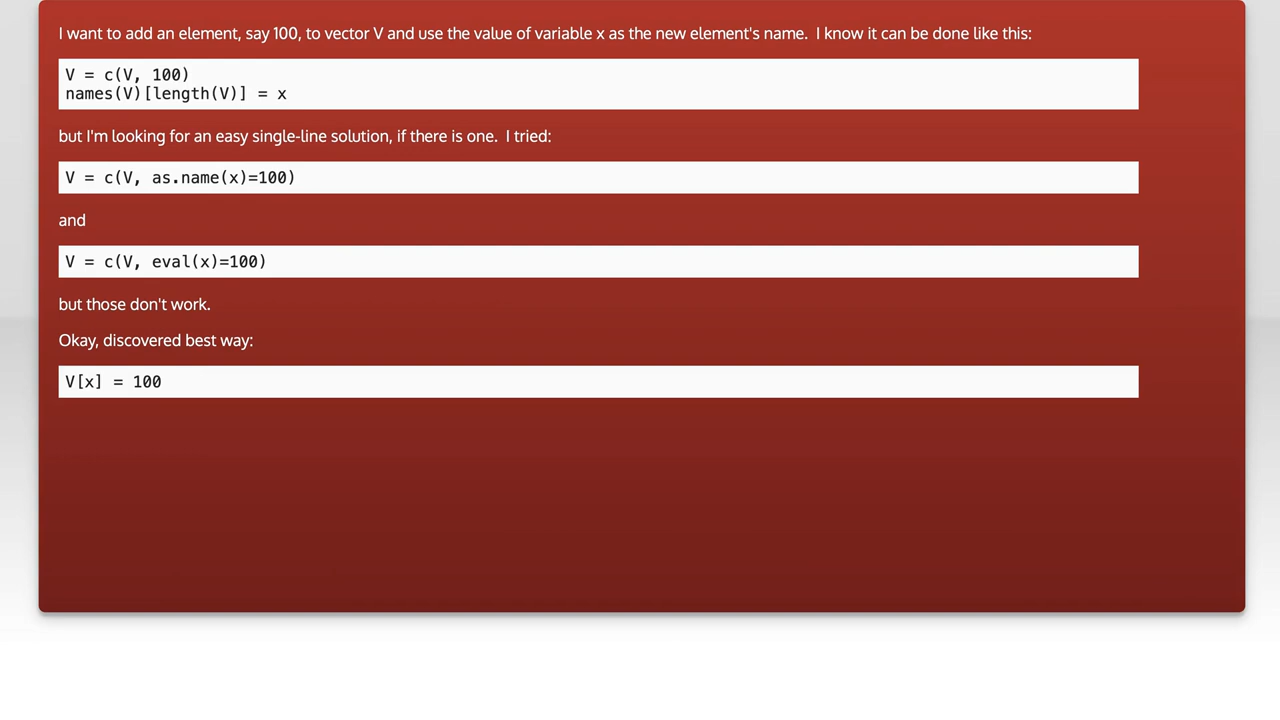 I want to add an element, say 100, to vector V and use the value of variable x as the new element's name.  I know it can be done like this:
V = c(V, 100)
names(V)[length(V)] = x
but I'm looking for an easy single-line solution, if there is one.  I tried:
V = c(V, as.name(x)=100)
and
V = c(V, eval(x)=100)
but those don't work.
Okay, discovered best way:
V[x] = 100